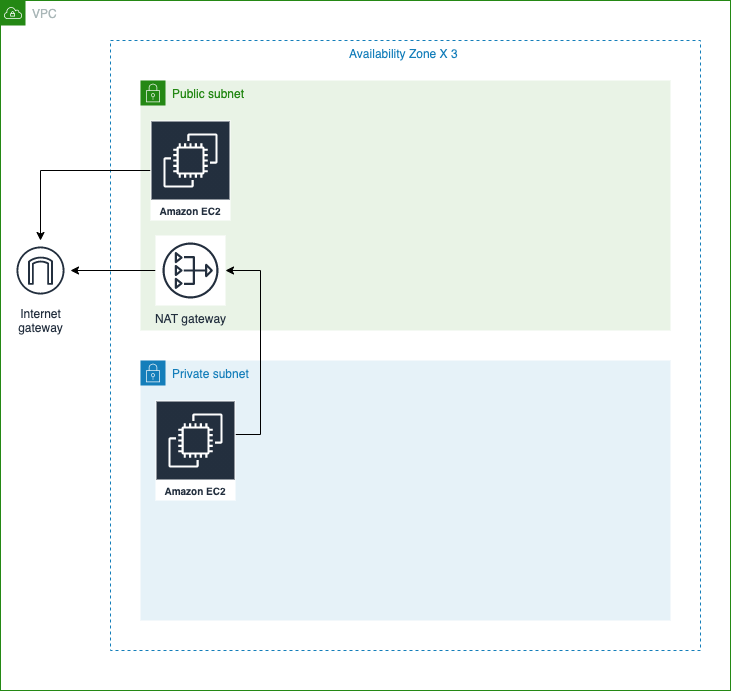 VPC
Availability Zone X 3
Public subnet
Amazon EC2
Internet
gateway
NAT gateway
Private subnet
Amazon EC2